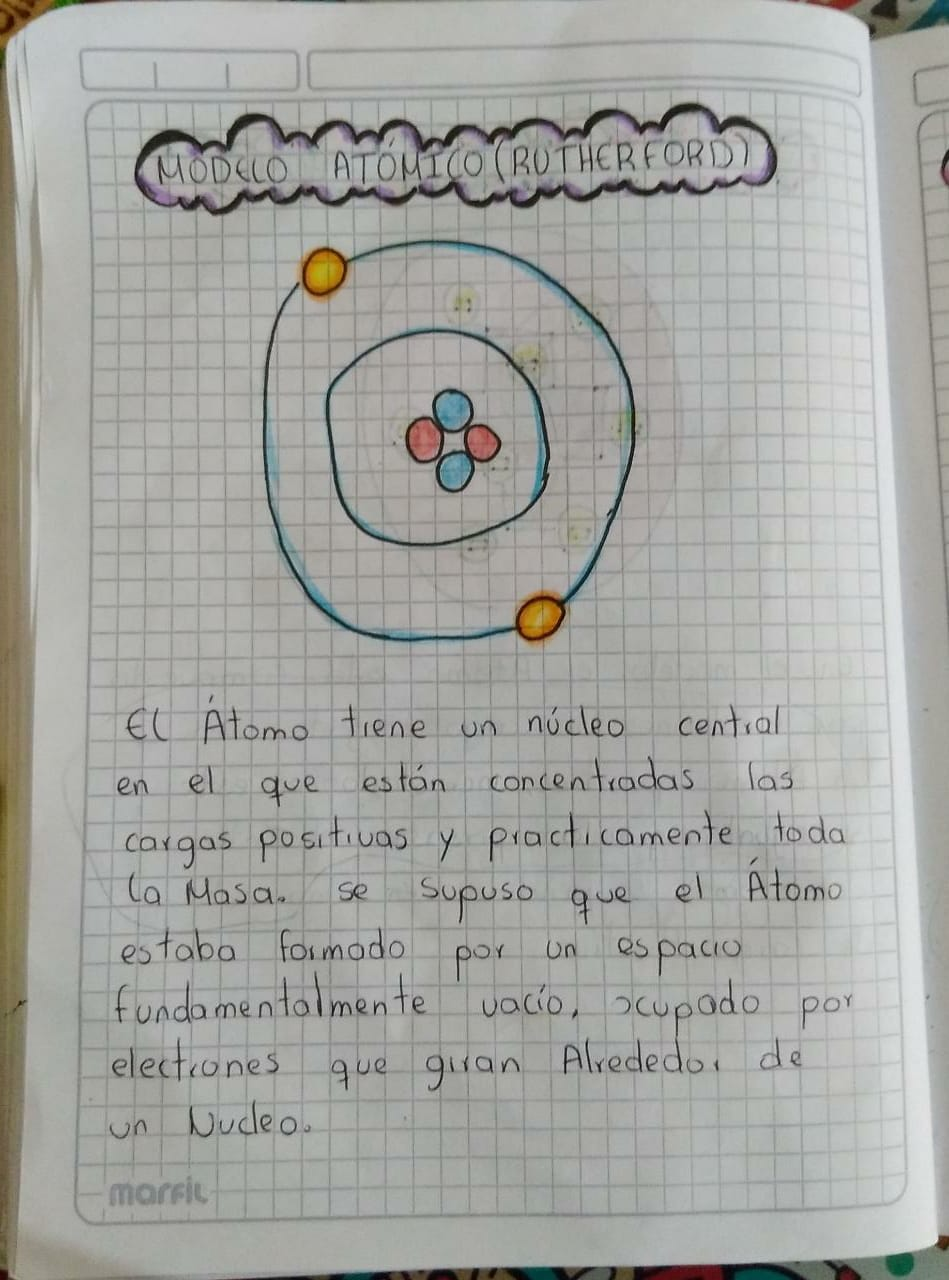 MODELO ATÓMICO (RUTHERFORD)
El Átomo tiene un núcleo central
en el que están concentradas las
cargas positivas y practicamente toda
la Masa. se supuso que el Átomo
estaba formado por un espacio
fundamentalmente vacío, ocupado por
electrones que giran Alrededor de
un Nucleo.
marfil